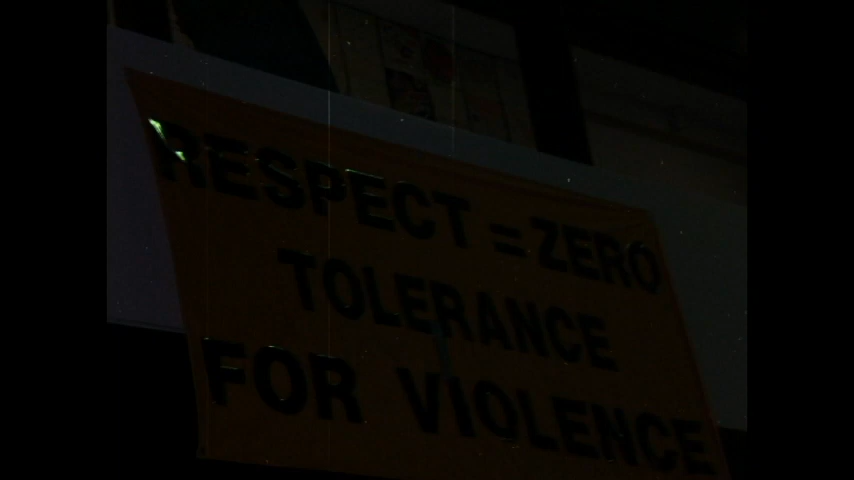 RESPECT = ZERO
TOLERANCE
FOR VIOLENCE